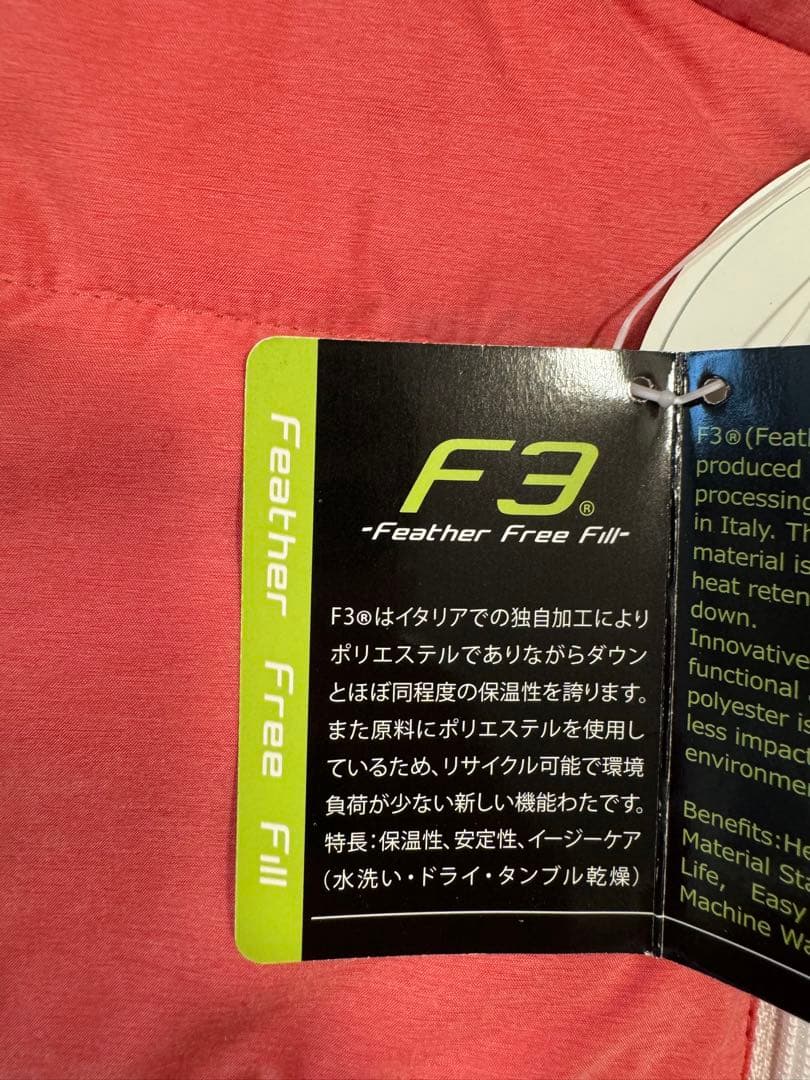 Feather Free Fill
F3®
-Feather Free Fill-
F3®はイタリアでの独自加工により
ポリエステルでありながらダウン
とほぼ同程度の保温性を誇ります。
また原料にポリエステルを使用し
ているため、リサイクル可能で環境
負荷が少ない新しい機能わたです。
特長：保温性、安定性、イージーケア
（水洗い・ドライ・タンブル乾燥）
F3®(Feat
produced
processing
in Italy.
material is
heat
down.
Innovative
functional
polyester is
less impact
Benefits:
Material
Life, Easy
Machine